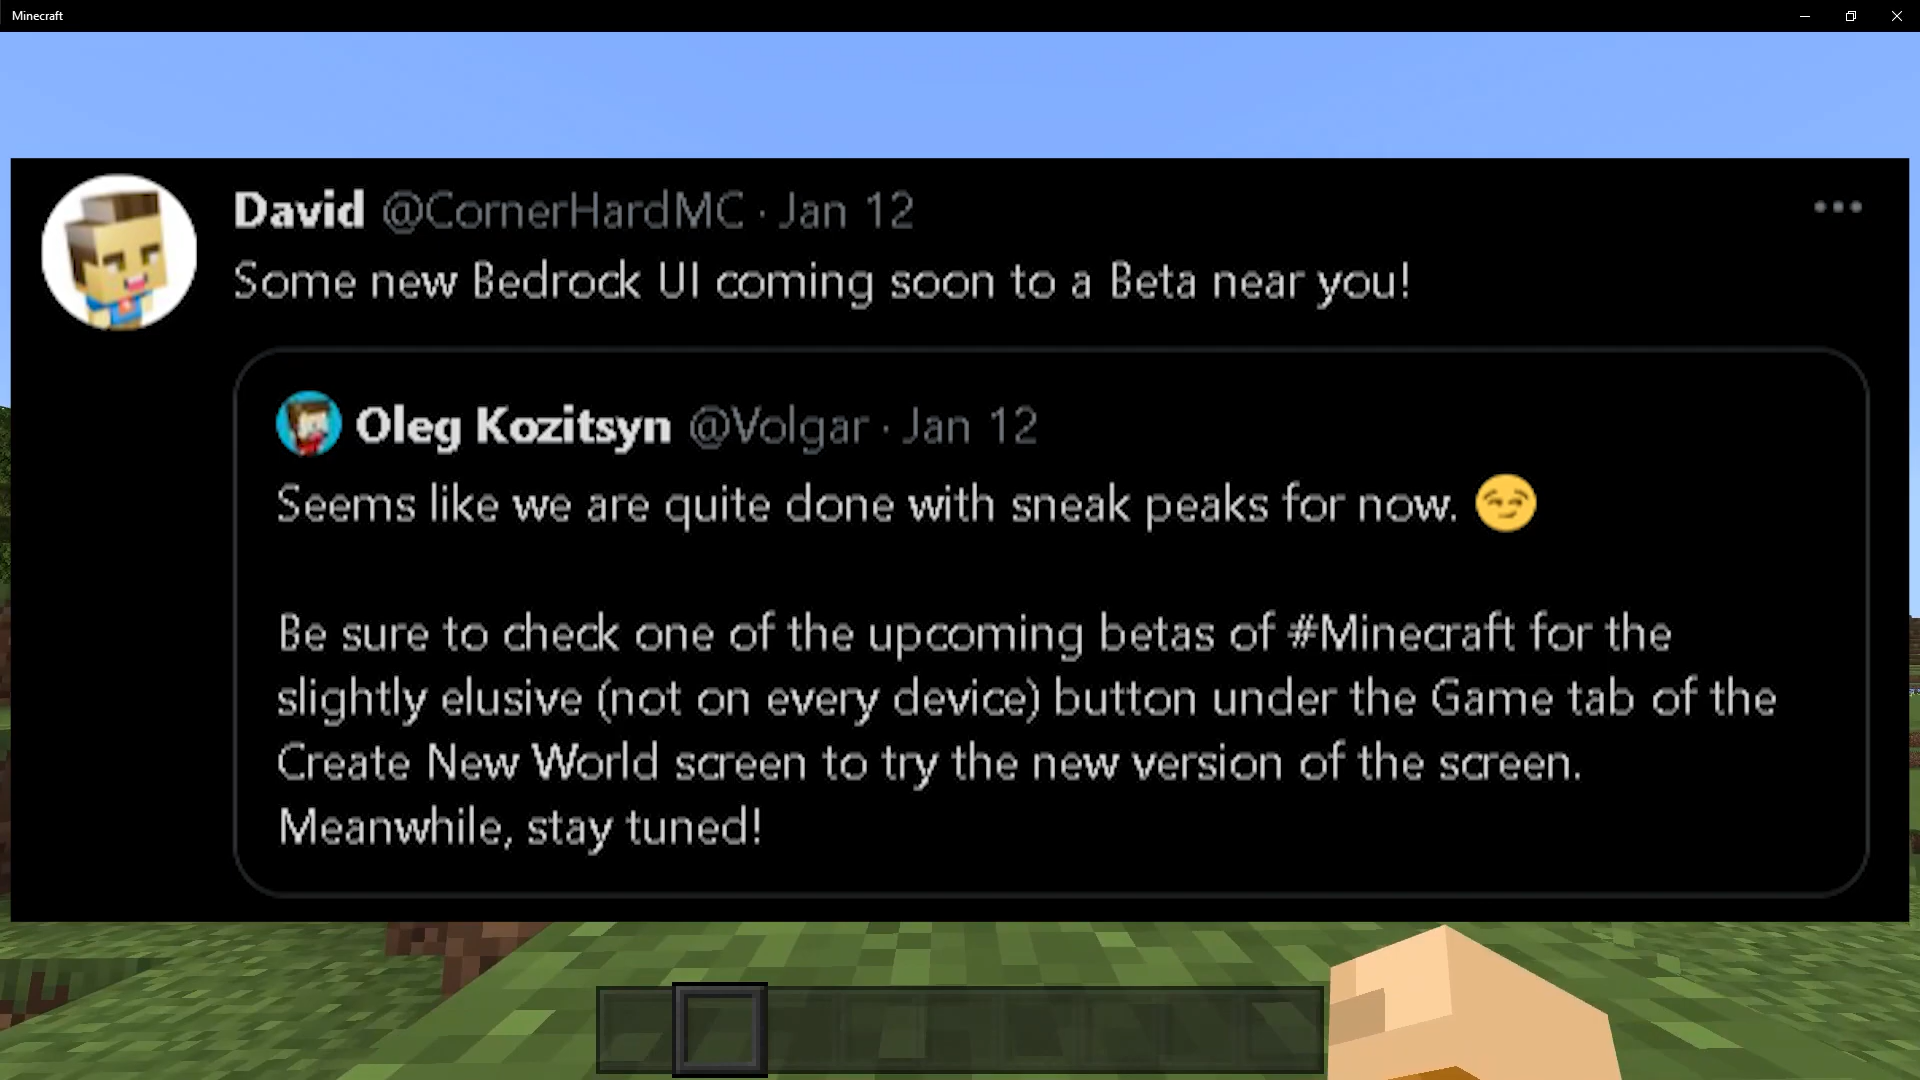 Minecraft
David @CornerHardMC · Jan 12
Some new Bedrock UI coming soon to a Beta near you!
Oleg Kozitsyn @Volgar · Jan 12
Seems like we are quite done with sneak peaks for now. 😏
Be sure to check one of the upcoming betas of #Minecraft for the
slightly elusive (not on every device) button under the Game tab of the
Create New World screen to try the new version of the screen.
Meanwhile, stay tuned!